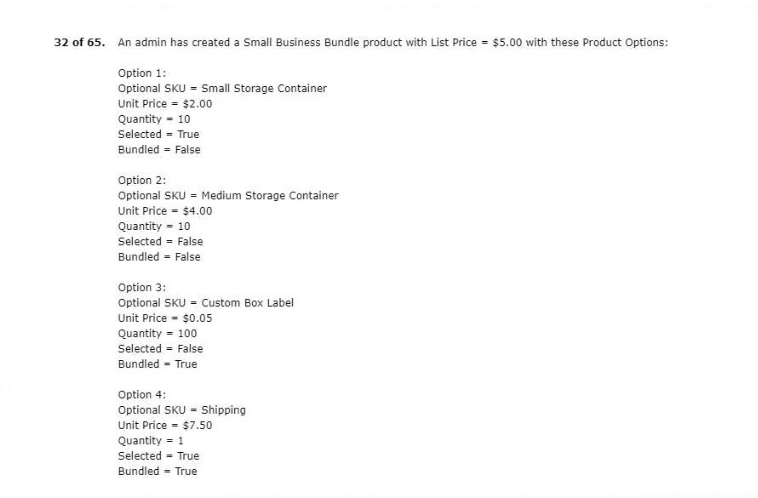 32 of 65. An admin has created a Small Business Bundle product with List Price = $5.00 with these Product Options:
Option 1:
Optional SKU = Small Storage Container
Unit Price = $2.00
Quantity = 10
Selected = True
Bundled = False
Option 2:
Optional SKU = Medium Storage Container
Unit Price = $4.00
Quantity = 10
Selected = False
Bundled = False
Option 3:
Optional SKU = Custom Box Label
Unit Price = $0.05
Quantity = 100
Selected = False
Bundled = True
Option 4:
Optional SKU = Shipping
Unit Price = $7.50
Quantity = 1
Selected = True
Bundled = True